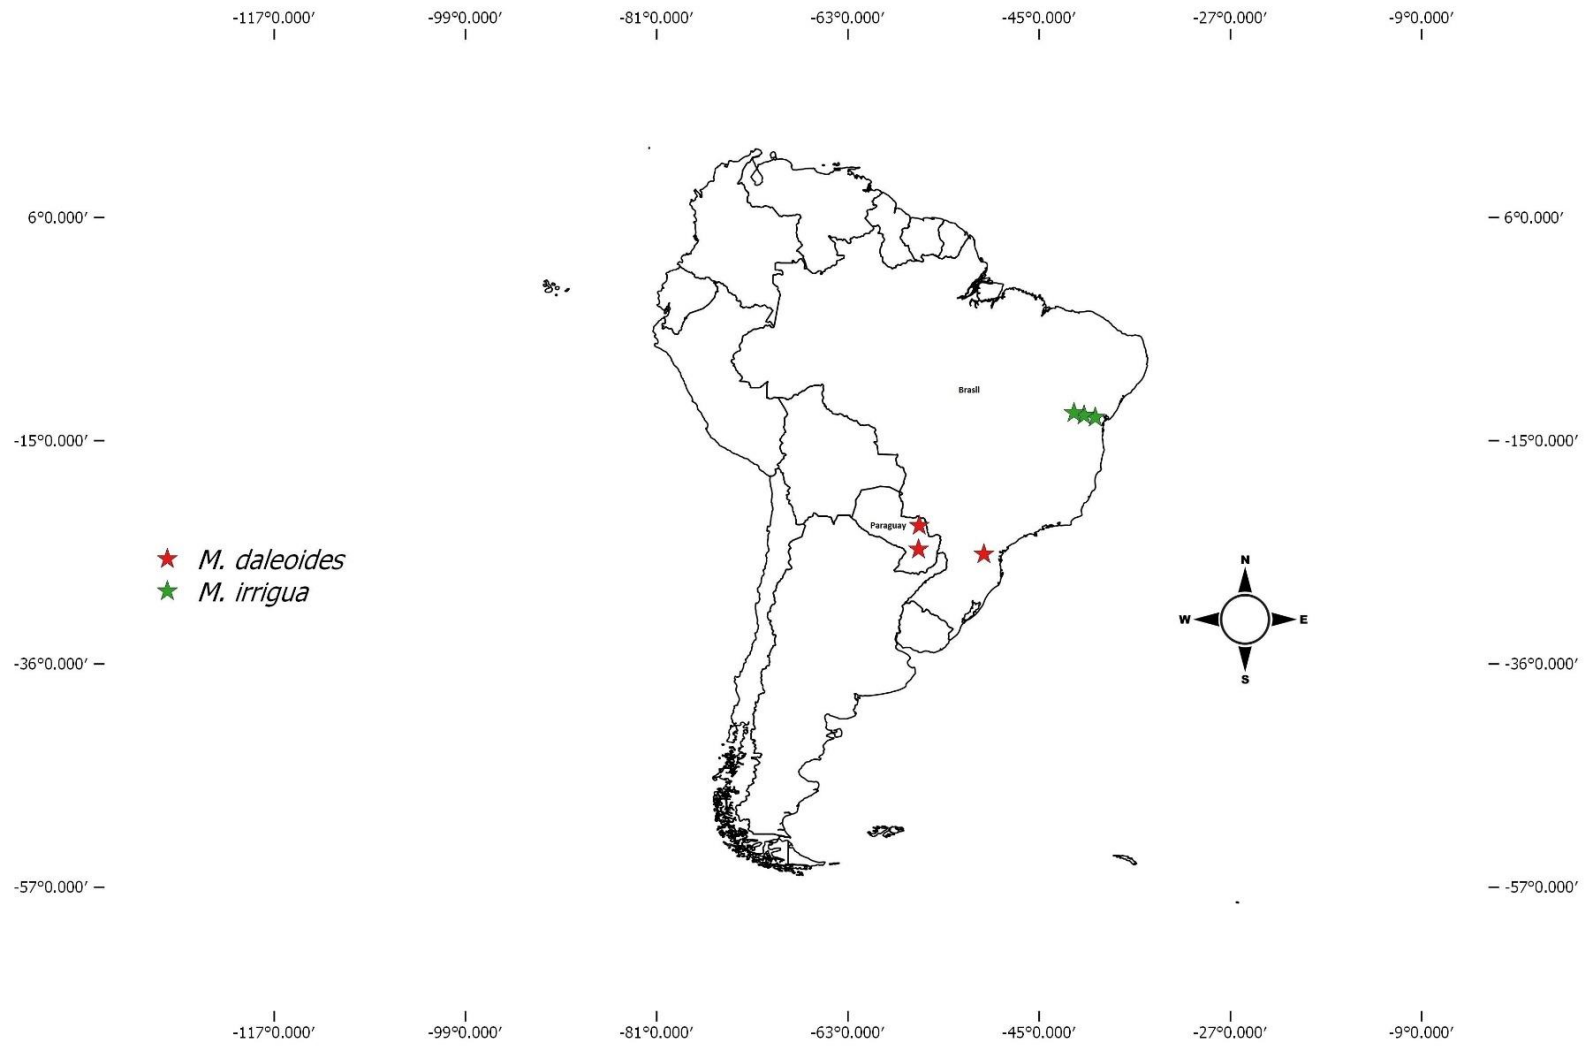 -117°0.000′ -99°0.000′ -81°0.000′ -63°0.000′ -45°0.000′ -27°0.000′ -9°0.000′
6°0.000′ 6°0.000′
Brasil
-15°0.000′ -15°0.000′
Paraguay
M. daleoides
M. irrigua
N
W E
S
-36°0.000′ -36°0.000′
-57°0.000′ -57°0.000′
-117°0.000′ -99°0.000′ -81°0.000′ -63°0.000′ -45°0.000′ -27°0.000′ -9°0.000′